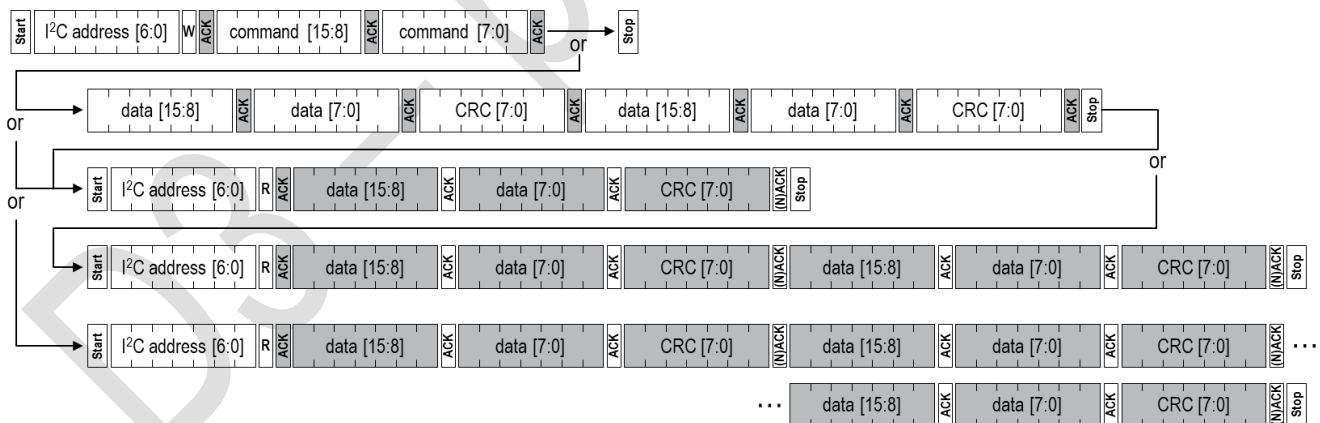 Start I²C address [6:0] W ACK command [15:8] ACK command [7:0] ACK or Stop
data [15:8] ACK data [7:0] ACK CRC [7:0] ACK data [15:8] ACK data [7:0] ACK CRC [7:0] ACK Stop
or
or
Start I²C address [6:0] R ACK data [15:8] ACK data [7:0] ACK CRC [7:0] (N)ACK Stop
or
Start I²C address [6:0] R ACK data [15:8] ACK data [7:0] ACK CRC [7:0] (N)ACK data [15:8] ACK data [7:0] ACK CRC [7:0] (N)ACK Stop
Start I²C address [6:0] R ACK data [15:8] ACK data [7:0] ACK CRC [7:0] (N)ACK data [15:8] ACK data [7:0] ACK CRC [7:0] (N)ACK ...
... data [15:8] ACK data [7:0] ACK CRC [7:0] (N)ACK Stop
D3 -